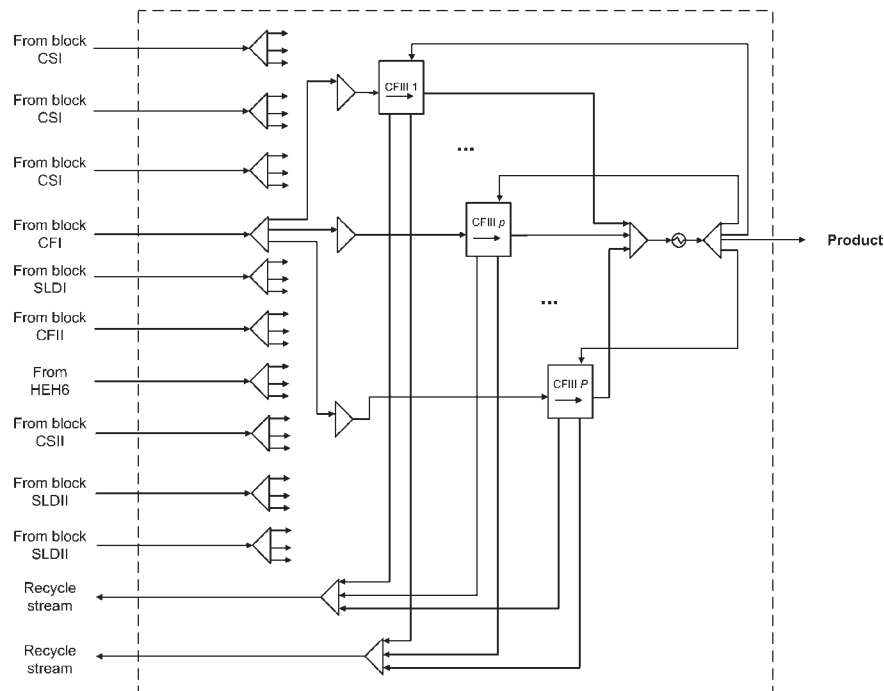 From block
CSI
From block
CSI
From block
CSI
From block
CFI
From block
SLDI
From block
CFII
From
HEH6
From block
CSII
From block
SLDII
From block
SLDII
Recycle
stream
Recycle
stream
CFIII 1
...
CFIII p
...
CFIII P
Product